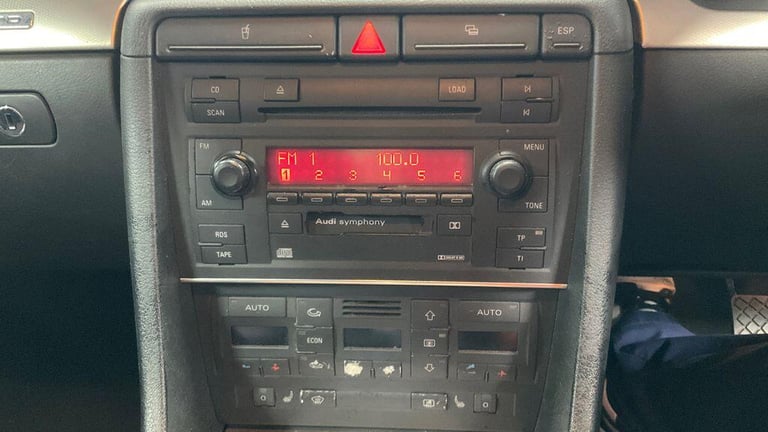 ESP
CD
LOAD
SCAN
FM
FM 1 100.0
MENU
1 2 3 4 5 6
AM
TONE
Audi symphony
RDS
TP
TAPE
TI
AUTO
AUTO
ECON